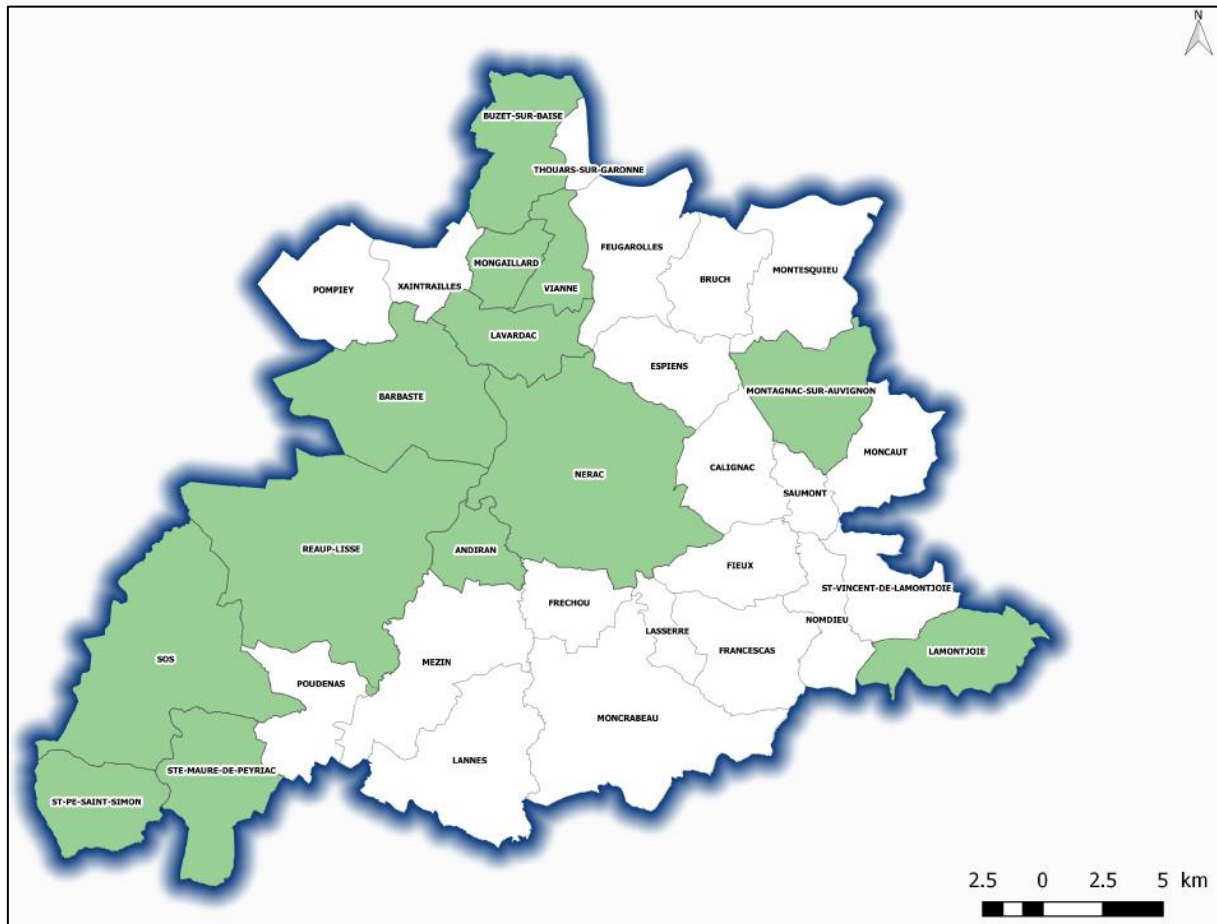 N
BUZET-SUR-BAISE
THOUARS-SUR-GARONNE
FEUGAROLLES
MONGAILLARD
MONTESQUIEU
BRUCH
XAINTRAILLES
VIANNE
POMPIEY
LAVARDAC
ESPIENS
MONTAGNAC-SUR-AUVIGNON
BARBASTE
MONCAUT
CALIGNAC
NERAC
SAUMONT
REAUP-LISSE
ANDIRAN
FIEUX
ST-VINCENT-DE-LAMONTJOIE
FRECHOU
NOMDIEU
LASSERRE
FRANCESCAS
LAMONTJOIE
SOS
MEZIN
POUDENAS
MONCRABEAU
LANNES
STE-MAURE-DE-PEYRIAC
ST-PE-SAINT-SIMON
2.5 0 2.5 5 km